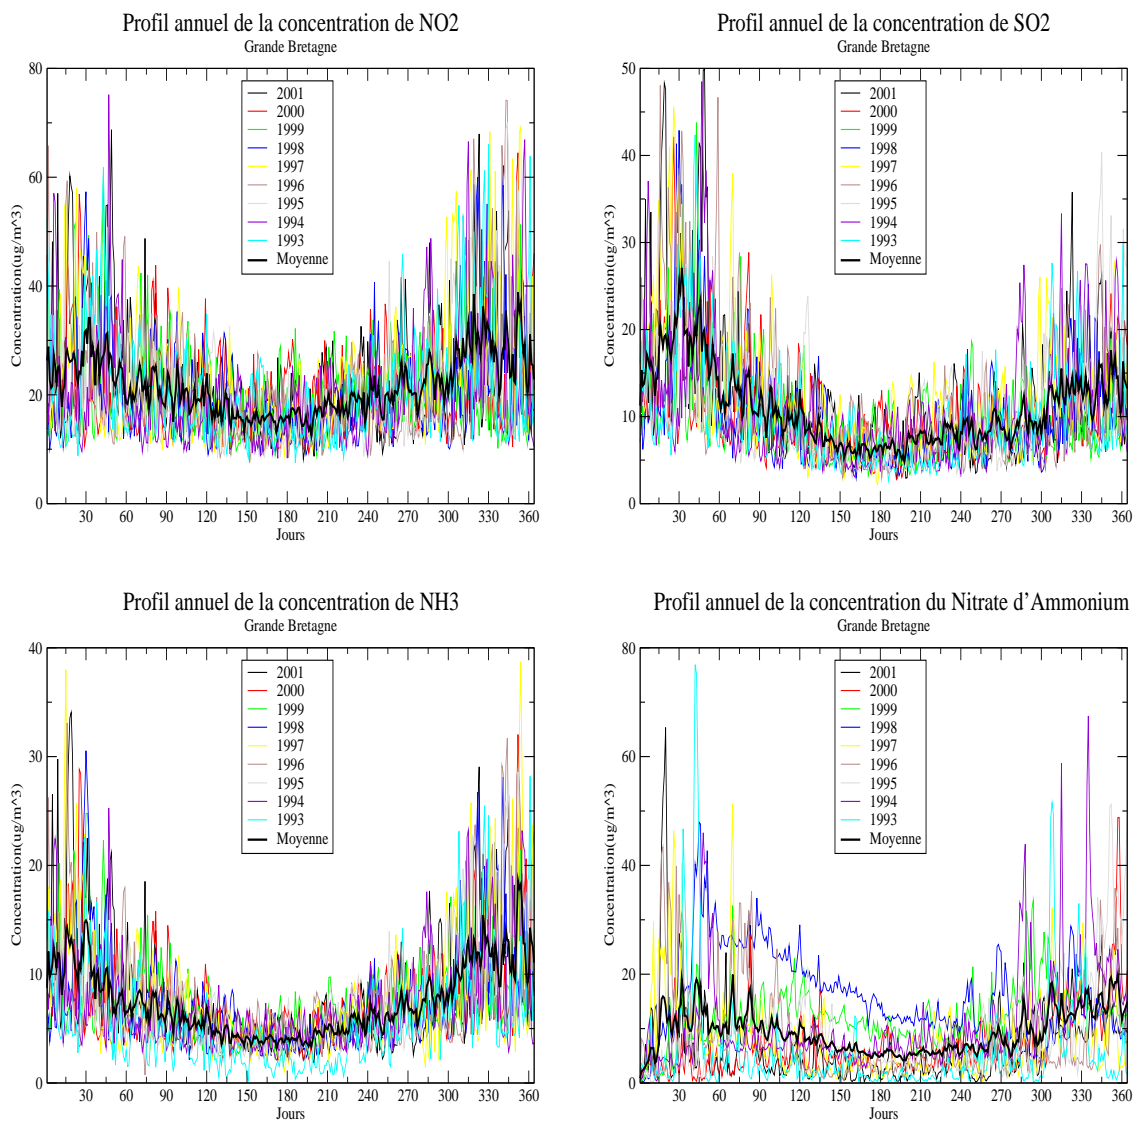 Profil annuel de la concentration de NO2
Grande Bretagne
Concentration(ug/m^3)
80
60
40
20
0
2001
2000
1999
1998
1997
1996
1995
1994
1993
Moyenne
30 60 90 120 150 180 210 240 270 300 330 360
Jours
Profil annuel de la concentration de SO2
Grande Bretagne
Concentration(ug/m^3)
50
40
30
20
10
0
2001
2000
1999
1998
1997
1996
1995
1994
1993
Moyenne
30 60 90 120 150 180 210 240 270 300 330 360
Jours
Profil annuel de la concentration de NH3
Grande Bretagne
Concentration(ug/m^3)
40
30
20
10
0
2001
2000
1999
1998
1997
1996
1995
1994
1993
Moyenne
30 60 90 120 150 180 210 240 270 300 330 360
Jours
Profil annuel de la concentration du Nitrate d'Ammonium
Grande Bretagne
Concentration(ug/m^3)
80
60
40
20
0
2001
2000
1999
1998
1997
1996
1995
1994
1993
Moyenne
30 60 90 120 150 180 210 240 270 300 330 360
Jours